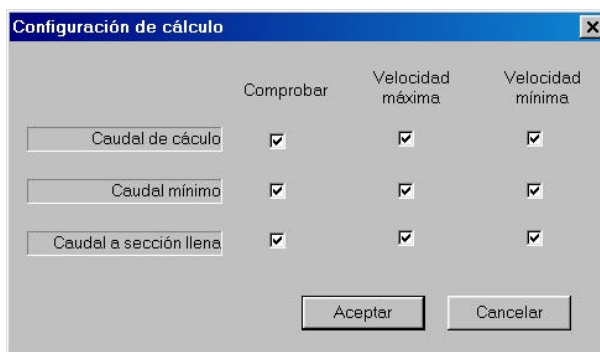 Configuración de cálculo
Comprobar
Velocidad
máxima
Velocidad
mínima
Caudal de cáculo
Caudal mínimo
Caudal a sección llena
Aceptar
Cancelar